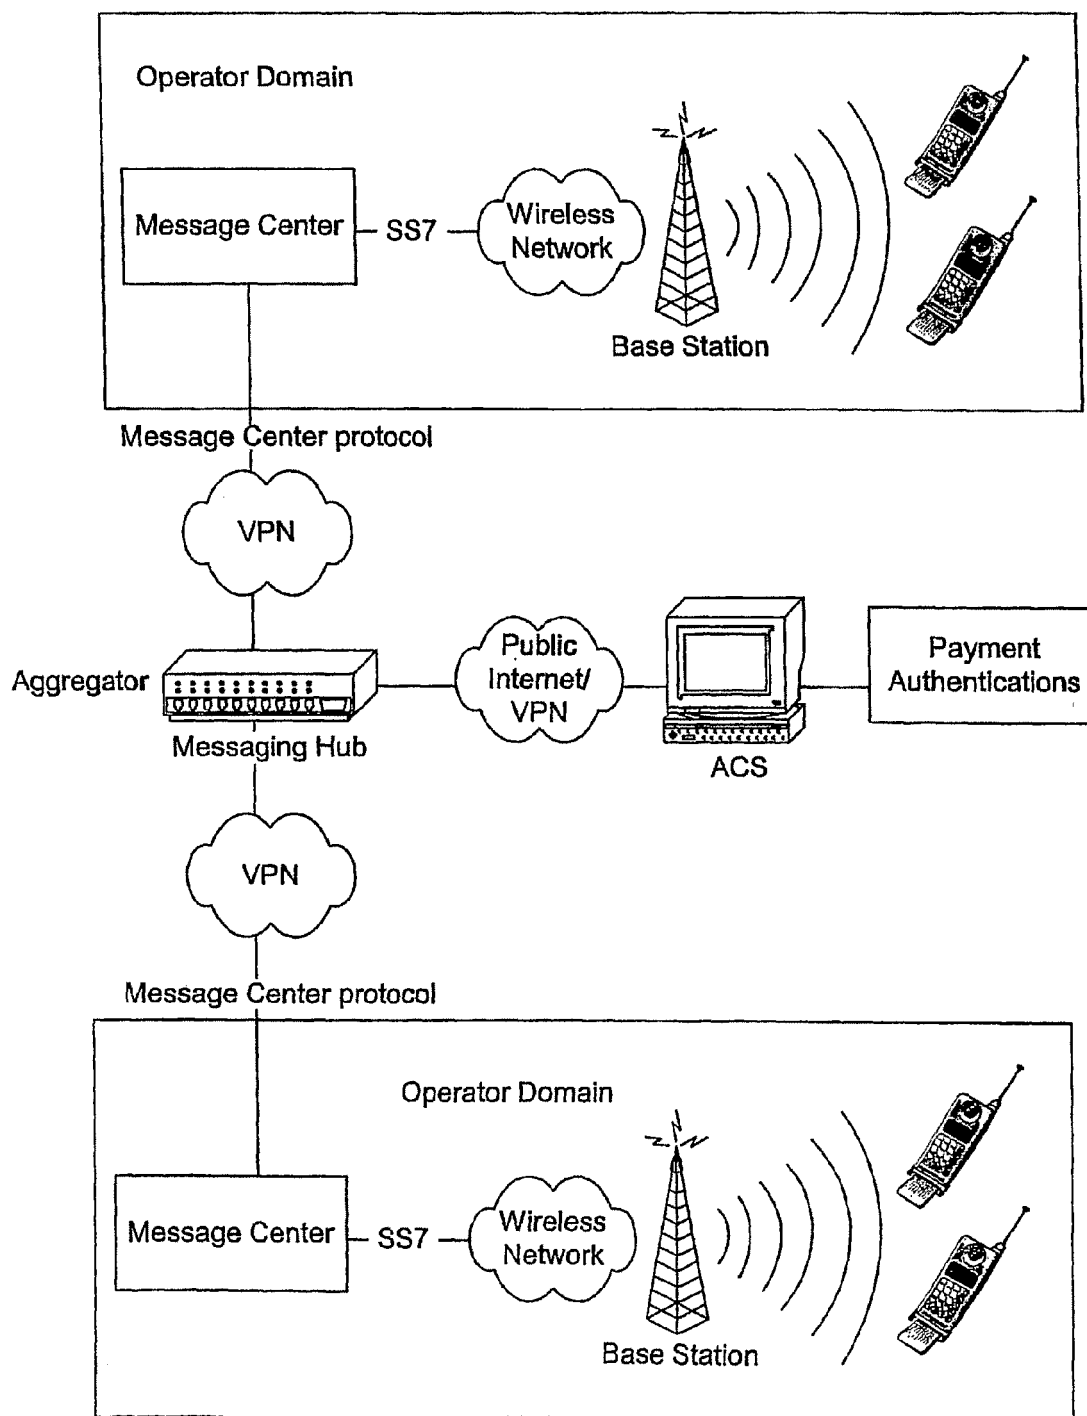 Operator Domain
Message Center
SS7
Wireless
Network
Base Station
Message Center protocol
VPN
Aggregator
Messaging Hub
Public
Internet/
VPN
ACS
Payment
Authentications
VPN
Message Center protocol
Operator Domain
Message Center
SS7
Wireless
Network
Base Station